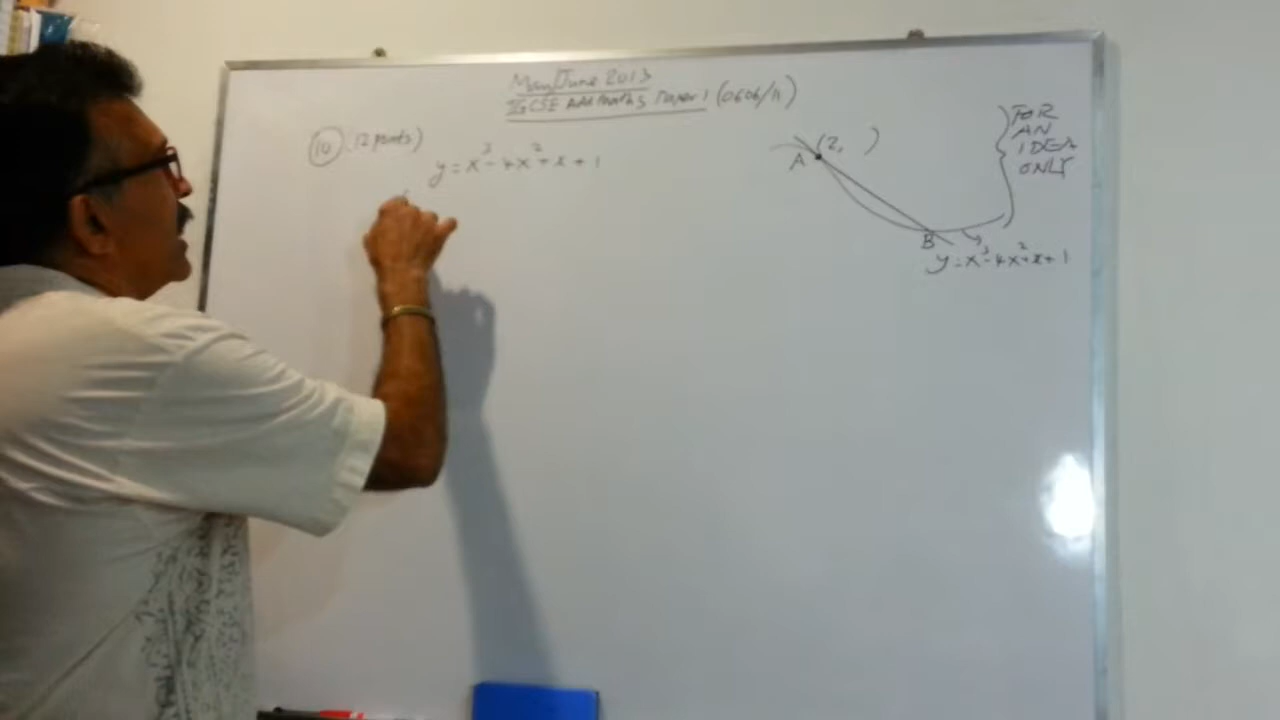 May/June 2013
IGCSE Add Maths Paper 1 (0606/11)
10 (12 points)
y = x³ - 4x² + x + 1
A (2, )
B
y = x³ - 4x² + x + 1
FOR
AN
IDEA
ONLY